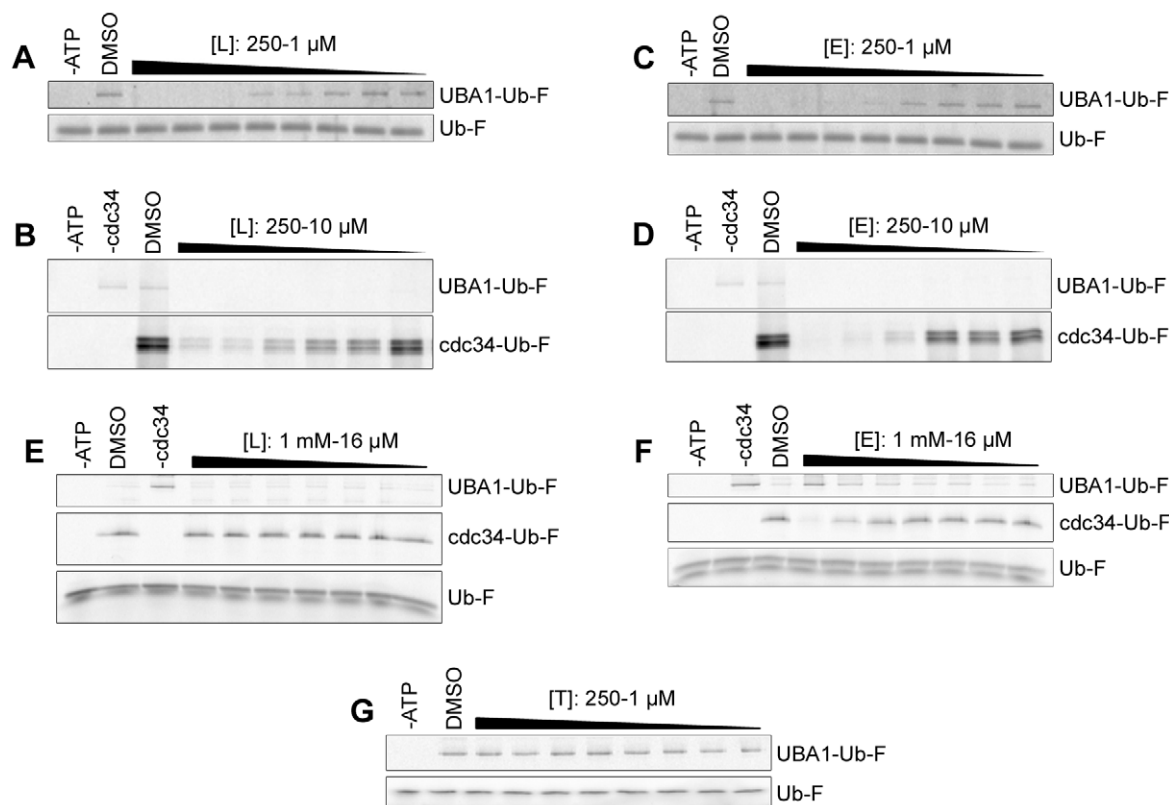 A
-ATP
DMSO
[L]: 250-1 µM
UBA1-Ub-F
Ub-F
C
-ATP
DMSO
[E]: 250-1 µM
UBA1-Ub-F
Ub-F
B
-ATP
-cdc34
DMSO
[L]: 250-10 µM
UBA1-Ub-F
cdc34-Ub-F
D
-ATP
-cdc34
DMSO
[E]: 250-10 µM
UBA1-Ub-F
cdc34-Ub-F
E
-ATP
DMSO
-cdc34
[L]: 1 mM-16 µM
UBA1-Ub-F
cdc34-Ub-F
Ub-F
F
-ATP
-cdc34
DMSO
[E]: 1 mM-16 µM
UBA1-Ub-F
cdc34-Ub-F
Ub-F
G
-ATP
DMSO
[T]: 250-1 µM
UBA1-Ub-F
Ub-F